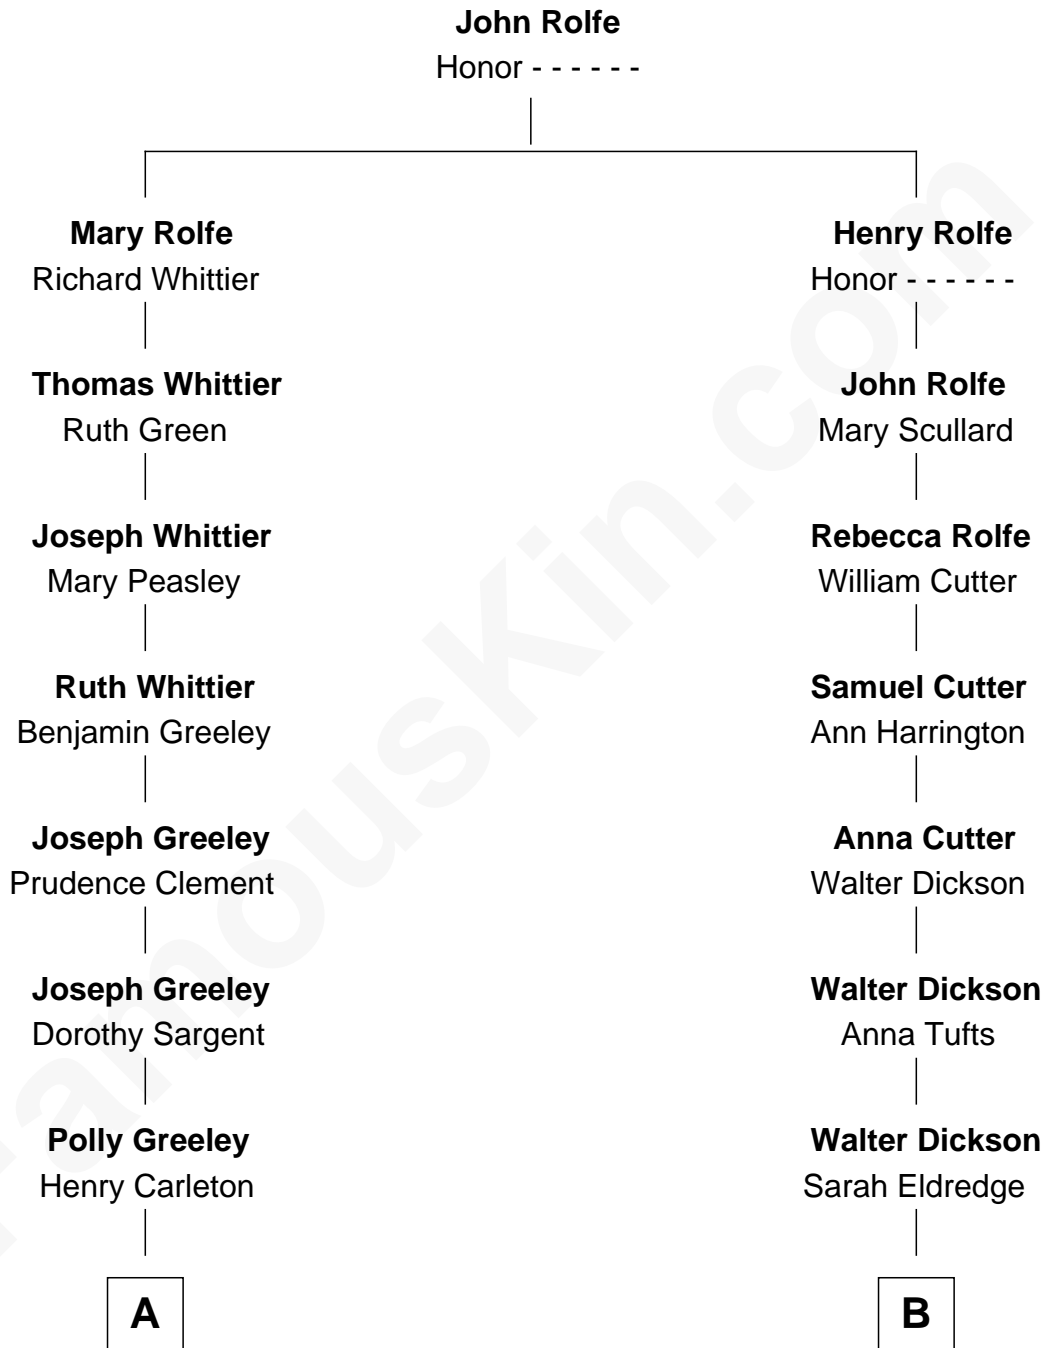 John Rolfe
Honor - - - - - -
Mary Rolfe
Richard Whittier
Henry Rolfe
Honor - - - - - -
Thomas Whittier
Ruth Green
John Rolfe
Mary Scullard
Joseph Whittier
Mary Peasley
Rebecca Rolfe
William Cutter
Ruth Whittier
Benjamin Greeley
Samuel Cutter
Ann Harrington
Joseph Greeley
Prudence Clement
Anna Cutter
Walter Dickson
Joseph Greeley
Dorothy Sargent
Walter Dickson
Anna Tufts
Polly Greeley
Henry Carleton
Walter Dickson
Sarah Eldredge
A
B
FamousKin.com